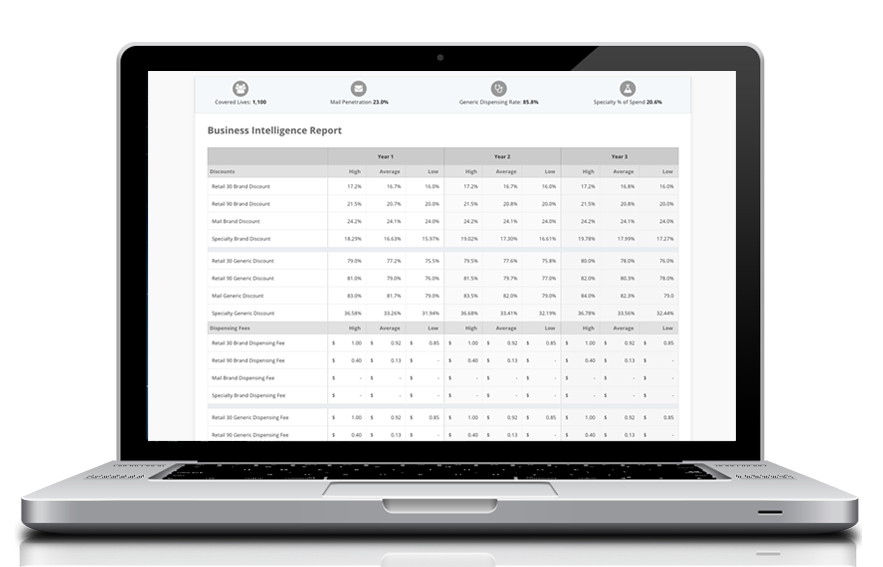 Covered Lives: 1,100 Mail Penetration 23.0% Generic Dispensing Rate: 85.8% Specialty % of Spend 20.6%
Business Intelligence Report
Year 1 Year 2 Year 3
Discounts High Average Low High Average Low High Average Low
Retail 30 Brand Discount 17.2% 16.7% 16.0% 17.2% 16.7% 16.0% 17.2% 16.8% 16.0%
Retail 90 Brand Discount 21.5% 20.7% 20.0% 21.5% 20.8% 20.0% 21.5% 20.8% 20.0%
Mail Brand Discount 24.2% 24.1% 24.0% 24.2% 24.1% 24.0% 24.2% 24.1% 24.0%
Specialty Brand Discount 18.29% 16.63% 15.97% 19.02% 17.30% 16.61% 19.78% 17.99% 17.27%
Retail 30 Generic Discount 79.0% 77.2% 75.5% 79.5% 77.6% 75.8% 80.0% 78.0% 76.0%
Retail 90 Generic Discount 81.0% 79.0% 76.0% 81.5% 79.7% 77.0% 82.0% 80.3% 78.0%
Mail Generic Discount 83.0% 81.7% 79.0% 83.5% 82.0% 79.0% 84.0% 82.3% 79.0
Specialty Generic Discount 36.58% 33.26% 31.94% 36.68% 33.41% 32.19% 36.78% 33.56% 32.44%
Dispensing Fees High Average Low High Average Low High Average Low
Retail 30 Brand Dispensing Fee $ 1.00 $ 0.92 $ 0.85 $ 1.00 $ 0.92 $ 0.85 $ 1.00 $ 0.92 $ 0.85
Retail 90 Brand Dispensing Fee $ 0.40 $ 0.13 $ - $ 0.40 $ 0.13 $ - $ 0.40 $ 0.13 $ -
Mail Brand Dispensing Fee $ - $ - $ - $ - $ - $ - $ - $ - $ -
Specialty Brand Dispensing Fee $ - $ - $ - $ - $ - $ - $ - $ - $ -
Retail 30 Generic Dispensing Fee $ 1.00 $ 0.92 $ 0.85 $ 1.00 $ 0.92 $ 0.85 $ 1.00 $ 0.92 $ 0.85
Retail 90 Generic Dispensing Fee $ 0.40 $ 0.13 $ - $ 0.40 $ 0.13 $ - $ 0.40 $ 0.13 $ -